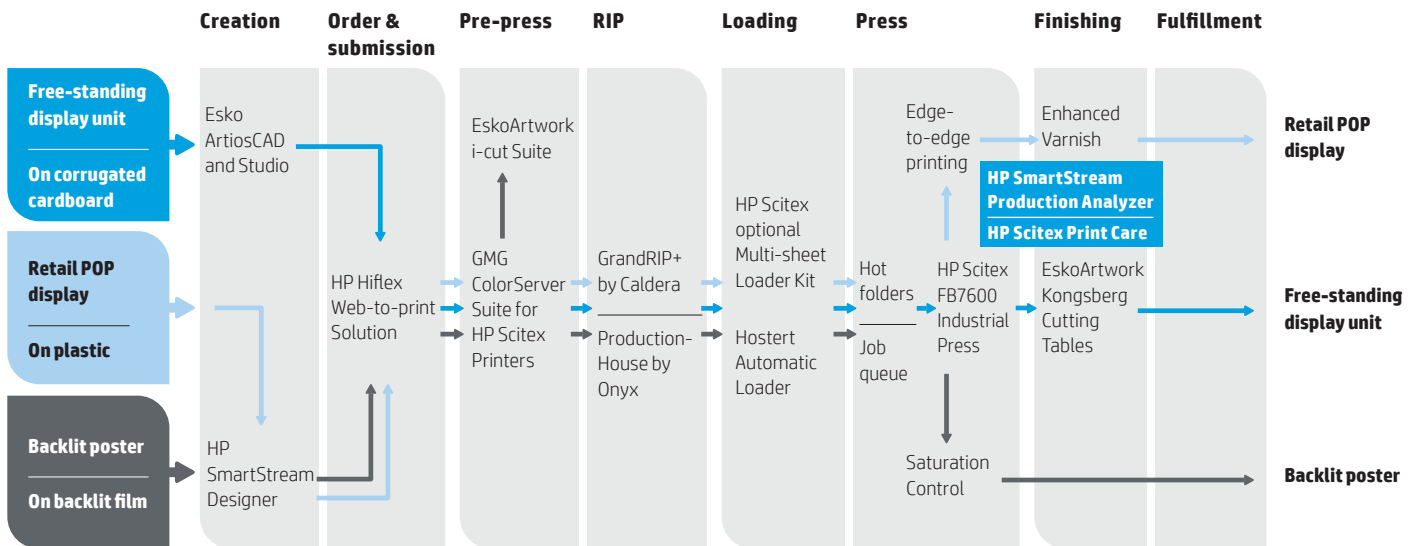 Creation
Order &
submission
Pre-press
RIP
Loading
Press
Finishing
Fulfillment
Free-standing
display unit
On corrugated
cardboard
Retail POP
display
On plastic
Backlit poster
On backlit film
Esko
ArtiosCAD
and Studio
HP
SmartStream
Designer
HP Hiflex
Web-to-print
Solution
EskoArtwork
i-cut Suite
GMG
ColorServer
Suite for
HP Scitex
Printers
GrandRIP+
by Caldera
Production-
House by
Onyx
HP Scitex
optional
Multi-sheet
Loader Kit
Hostert
Automatic
Loader
Hot
folders
Job
queue
Edge-
to-edge
printing
HP Scitex
FB7600
Industrial
Press
Saturation
Control
Enhanced
Varnish
HP SmartStream
Production Analyzer
HP Scitex Print Care
EskoArtwork
Kongsberg
Cutting
Tables
Retail POP
display
Free-standing
display unit
Backlit poster